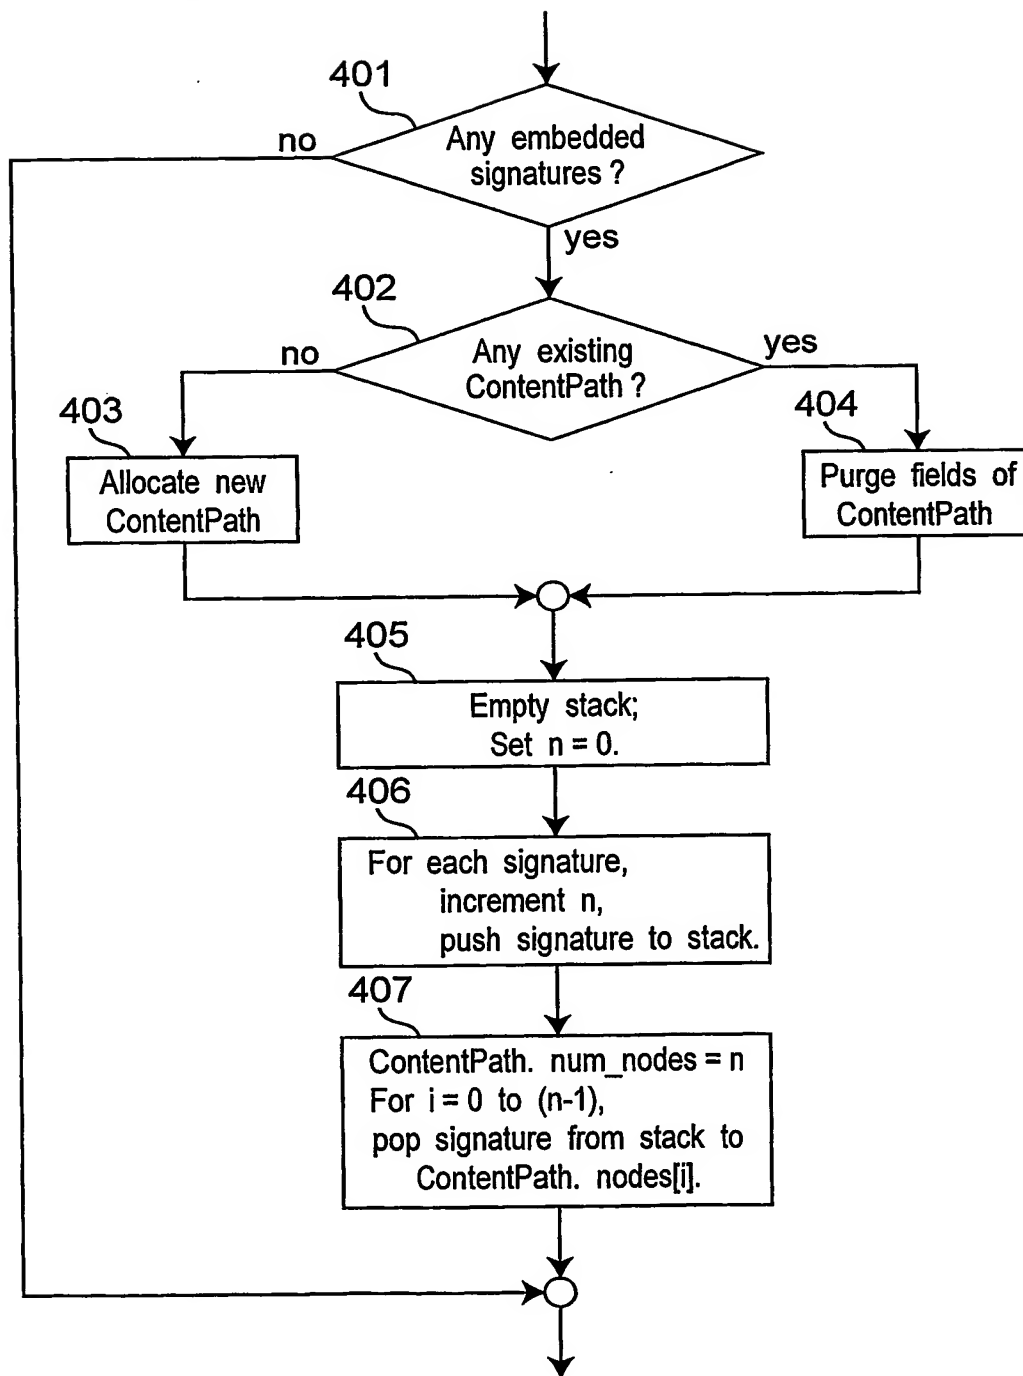 401
Any embedded
signatures ?
no
yes
402
Any existing
ContentPath ?
no
yes
403
Allocate new
ContentPath
404
Purge fields of
ContentPath
405
Empty stack;
Set n = 0.
406
For each signature,
increment n,
push signature to stack.
407
ContentPath. num_nodes = n
For i = 0 to (n-1),
pop signature from stack to
ContentPath. nodes[i].